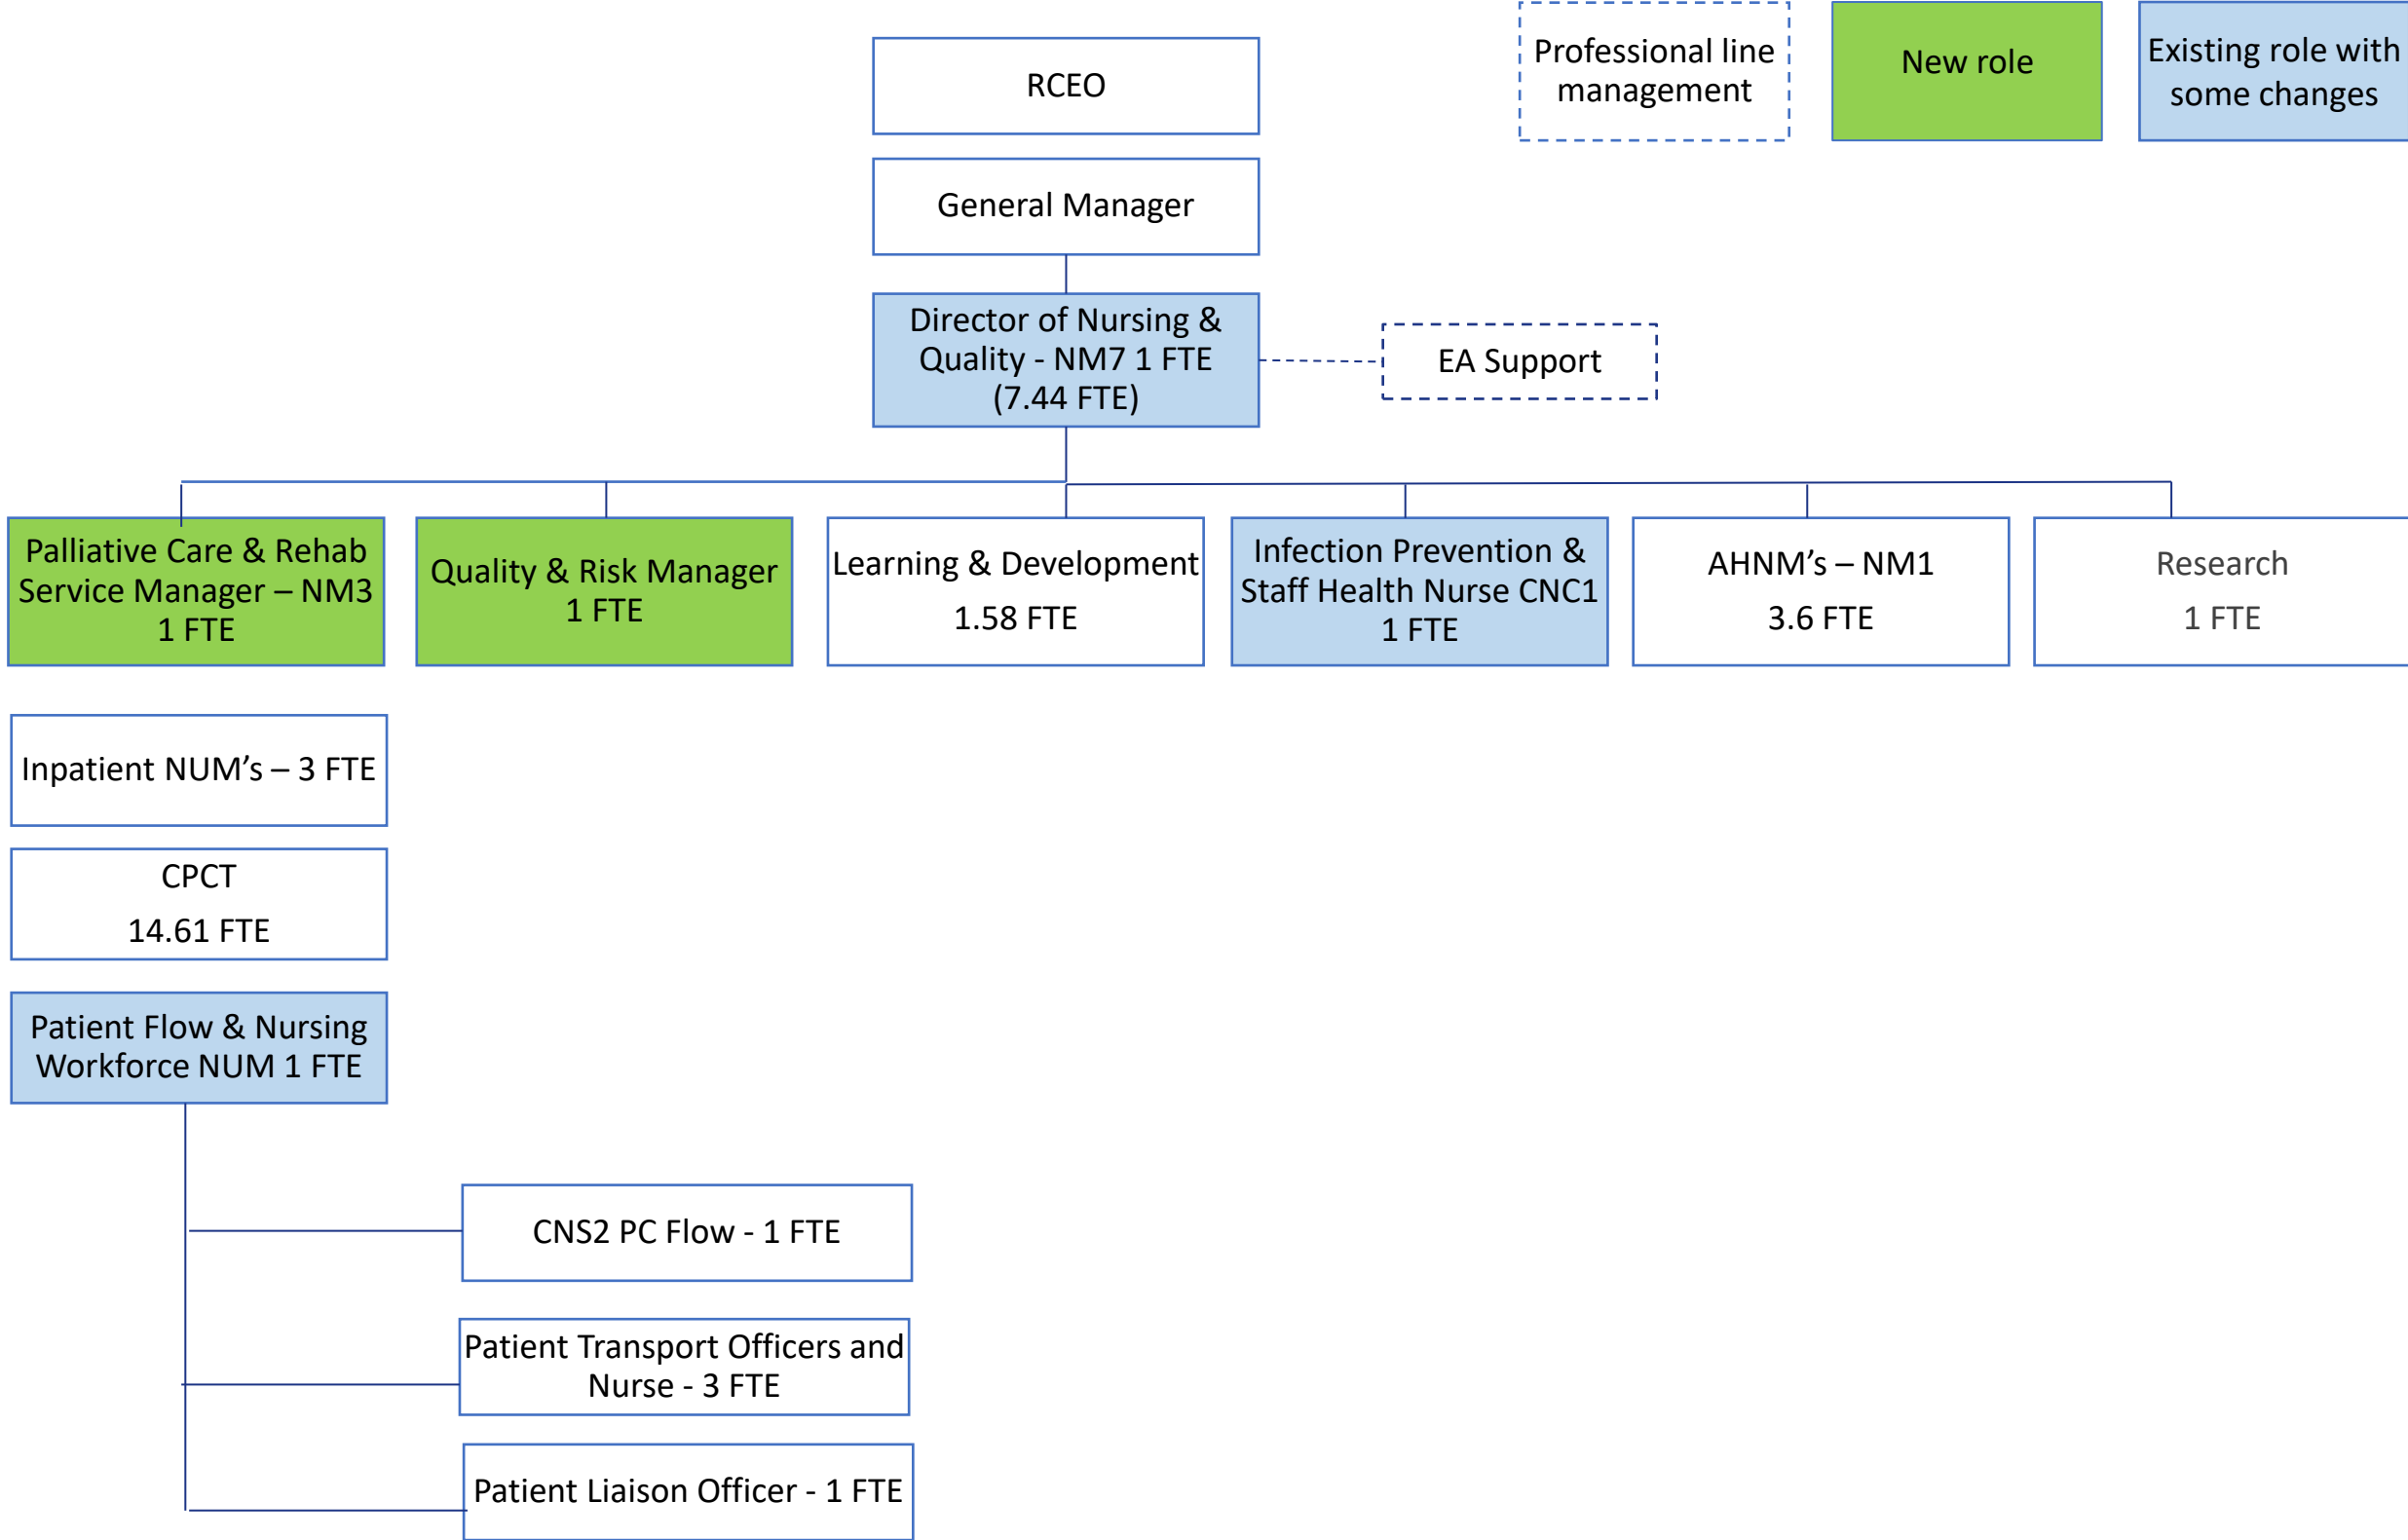 RCEO
Professional line
management
New role
Existing role with
some changes
General Manager
Director of Nursing &
Quality - NM7 1 FTE
(7.44 FTE)
EA Support
Palliative Care & Rehab
Service Manager – NM3
1 FTE
Quality & Risk Manager
1 FTE
Learning & Development
1.58 FTE
Infection Prevention &
Staff Health Nurse CNC1
1 FTE
AHNM’s – NM1
3.6 FTE
Research
1 FTE
Inpatient NUM’s – 3 FTE
CPCT
14.61 FTE
Patient Flow & Nursing
Workforce NUM 1 FTE
CNS2 PC Flow - 1 FTE
Patient Transport Officers and
Nurse - 3 FTE
Patient Liaison Officer - 1 FTE